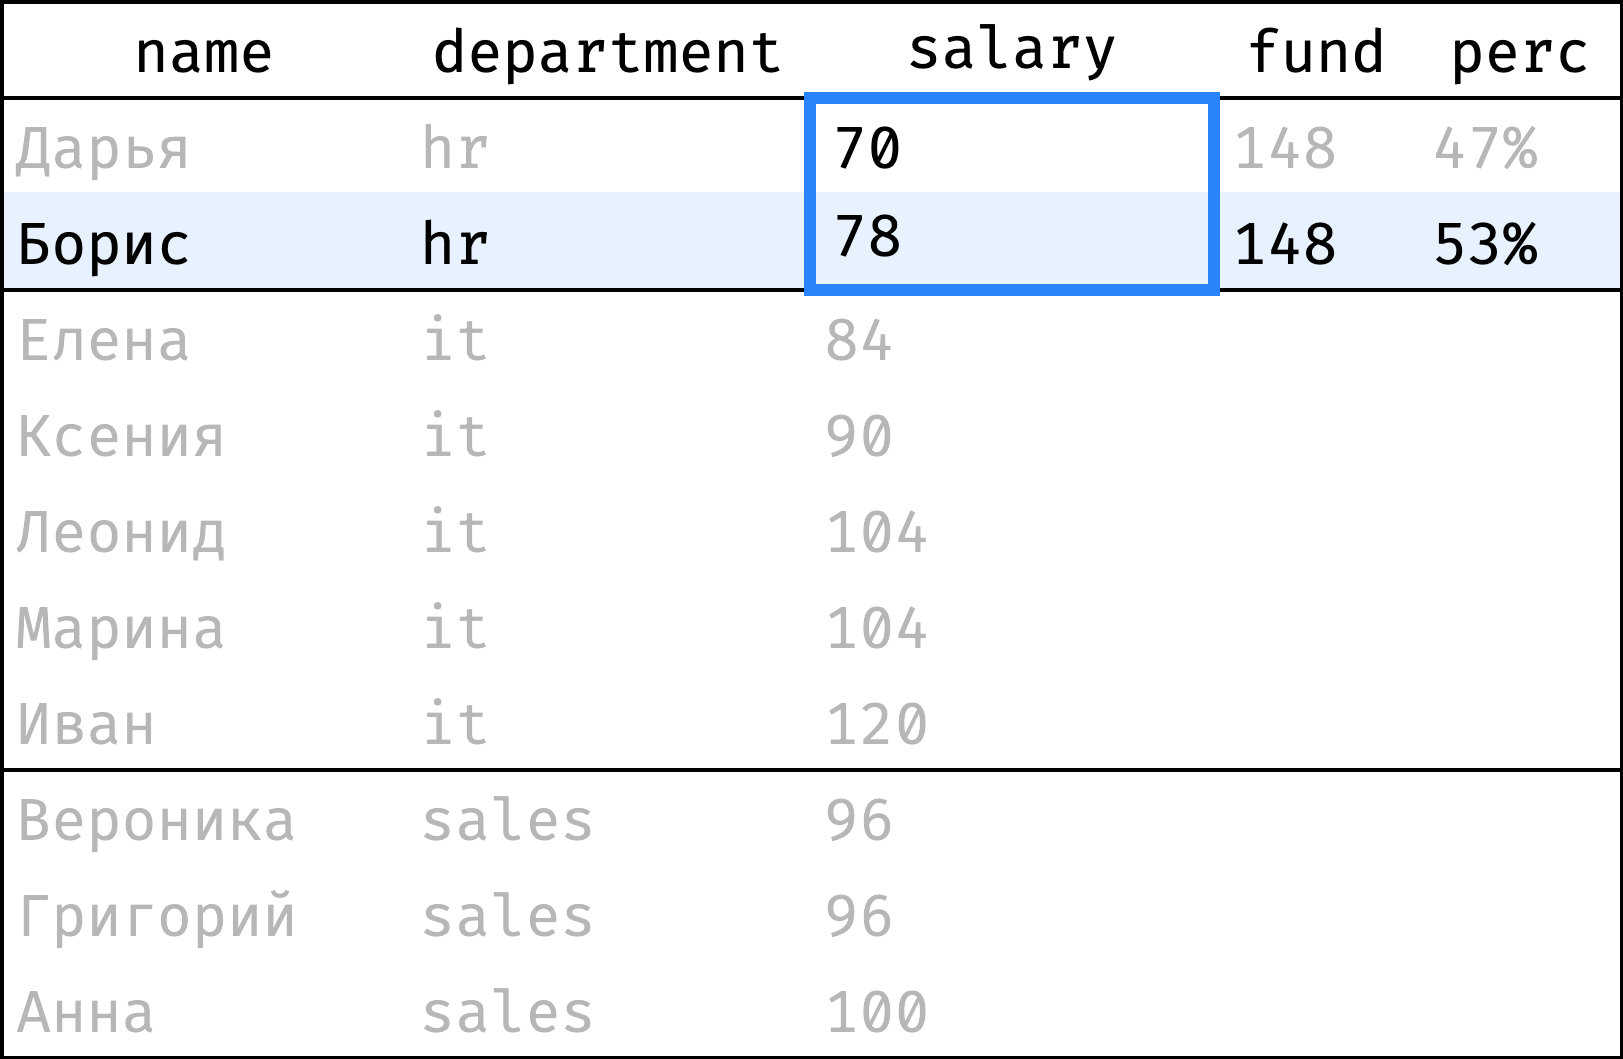 name department salary fund perc
Дарья hr 70 148 47%
Борис hr 78 148 53%
Елена it 84
Ксения it 90
Леонид it 104
Марина it 104
Иван it 120
Вероника sales 96
Григорий sales 96
Анна sales 100